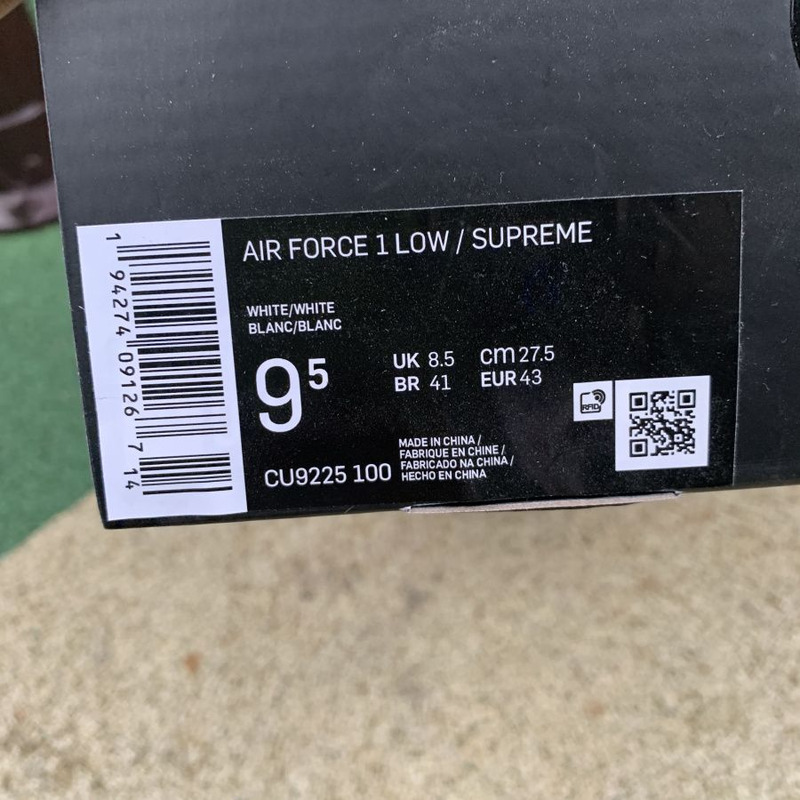 AIR FORCE 1 LOW / SUPREME
WHITE/WHITE
BLANC/BLANC
9⁵
UK 8.5 cm 27.5
BR 41 EUR 43
CU9225 100
MADE IN CHINA /
FABRIQUE EN CHINE /
FABRICADO NA CHINA /
HECHO EN CHINA
RFID
1 94274 09126 7 14